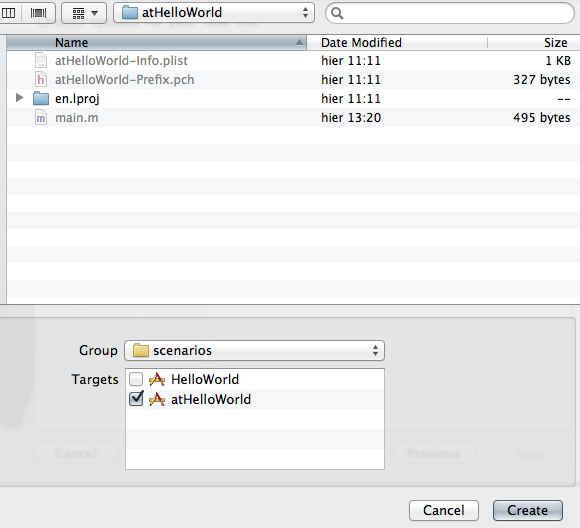 atHelloWorld
Name Date Modified Size
atHelloWorld-Info.plist hier 11:11 1 KB
atHelloWorld-Prefix.pch hier 11:11 327 bytes
en.lproj hier 11:11 --
main.m hier 13:20 495 bytes
Group scenarios
Targets HelloWorld
atHelloWorld
Cancel Previous Next
Cancel Create